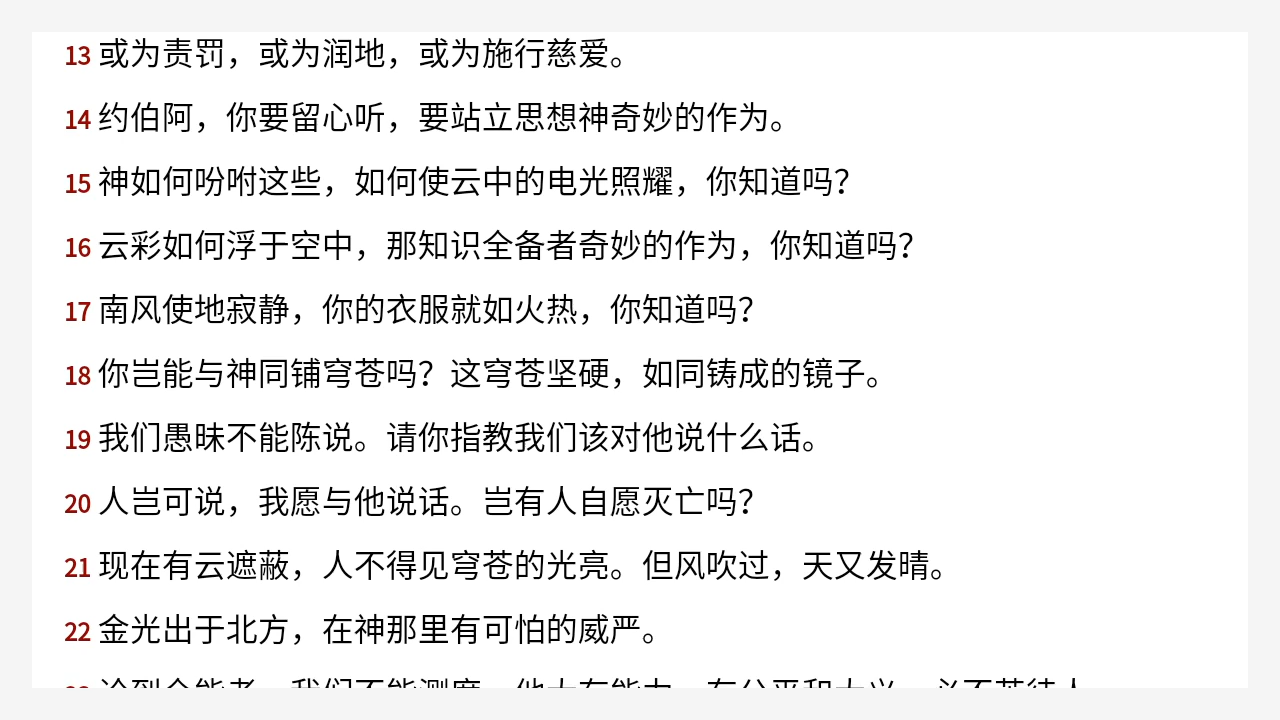 13 或为责罚，或为润地，或为施行慈爱。
14 约伯阿，你要留心听，要站立思想神奇妙的作为。
15 神如何吩咐这些，如何使云中的电光照耀，你知道吗？
16 云彩如何浮于空中，那知识全备者奇妙的作为，你知道吗？
17 南风使地寂静，你的衣服就如火热，你知道吗？
18 你岂能与神同铺穹苍吗？这穹苍坚硬，如同铸成的镜子。
19 我们愚昧不能陈说。请你指教我们该对他说什么话。
20 人岂可说，我愿与他说话。岂有人自愿灭亡吗？
21 现在有云遮蔽，人不得见穹苍的光亮。但风吹过，天又发晴。
22 金光出于北方，在神那里有可怕的威严。